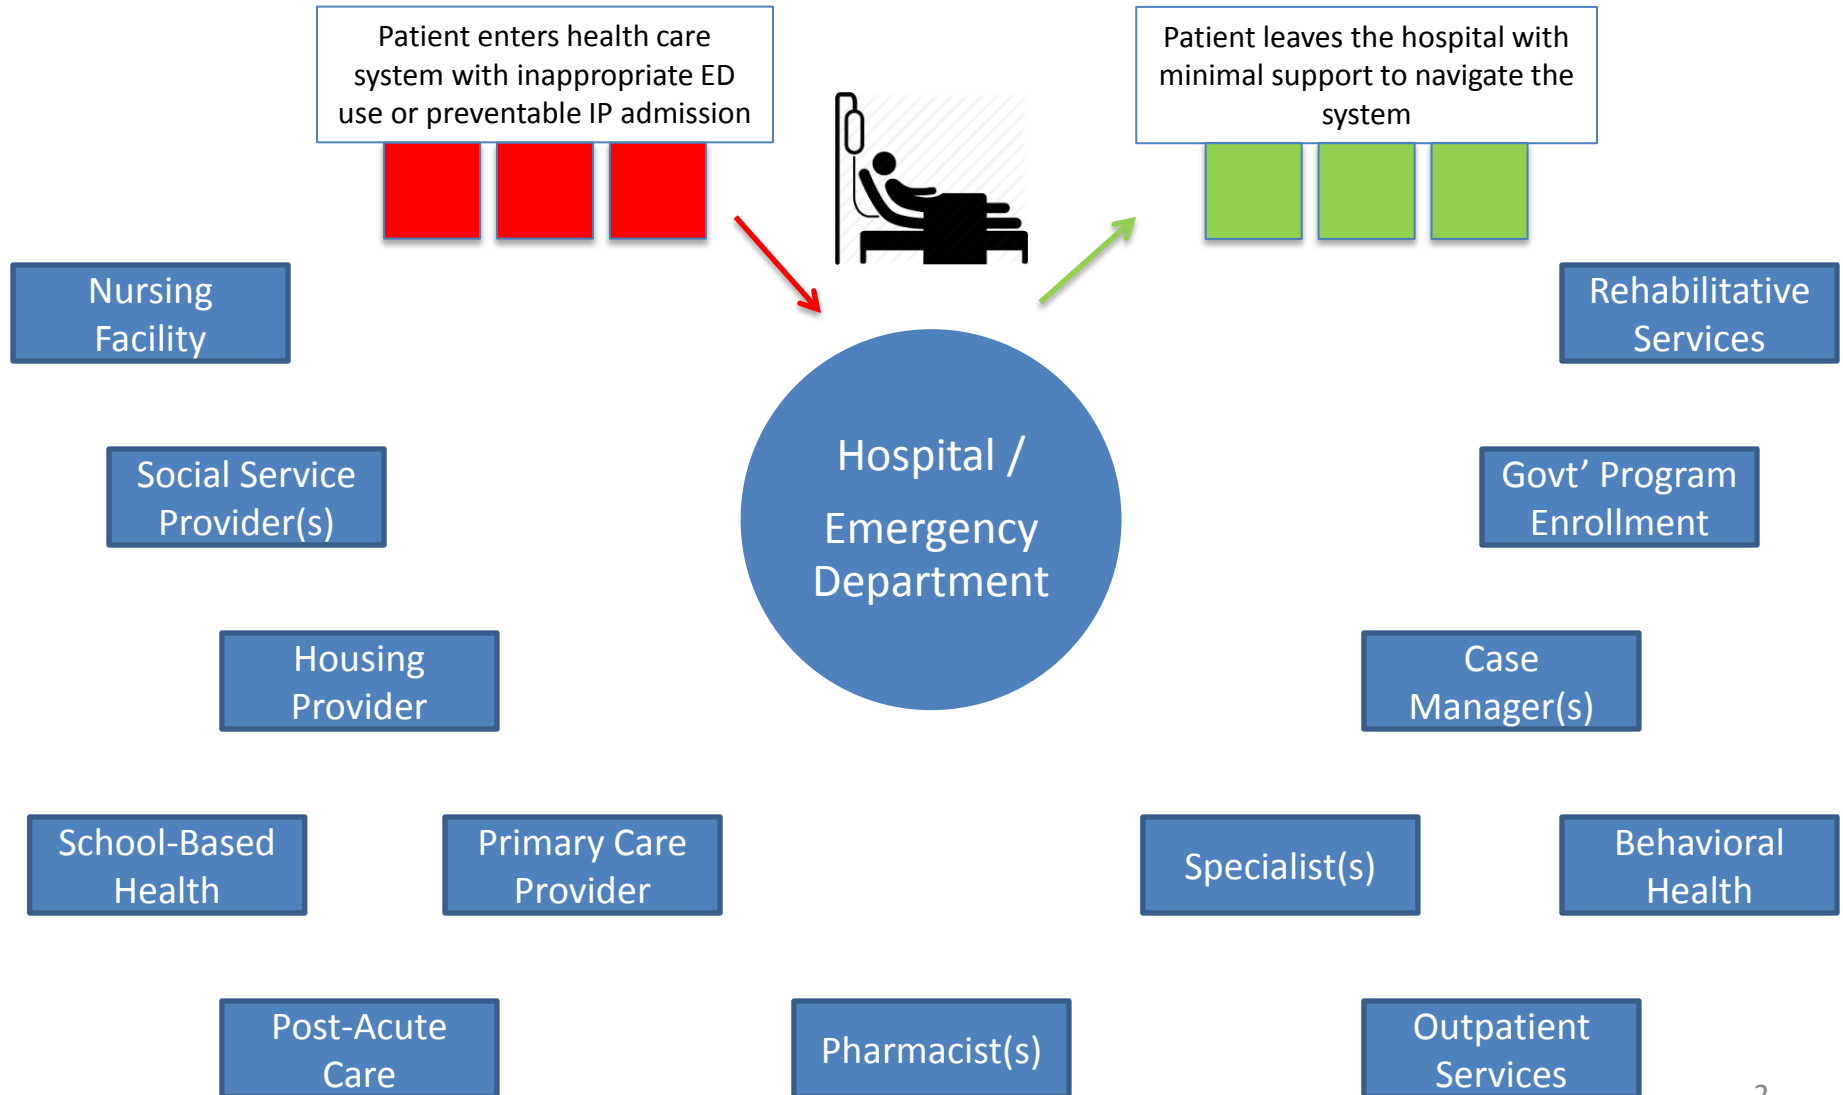 Patient enters health care
system with inappropriate ED
use or preventable IP admission
Patient leaves the hospital with
minimal support to navigate the
system
Nursing
Facility
Rehabilitative
Services
Social Service
Provider(s)
Hospital /
Emergency
Department
Govt’ Program
Enrollment
Housing
Provider
Case
Manager(s)
School-Based
Health
Primary Care
Provider
Specialist(s)
Behavioral
Health
Post-Acute
Care
Pharmacist(s)
Outpatient
Services
2